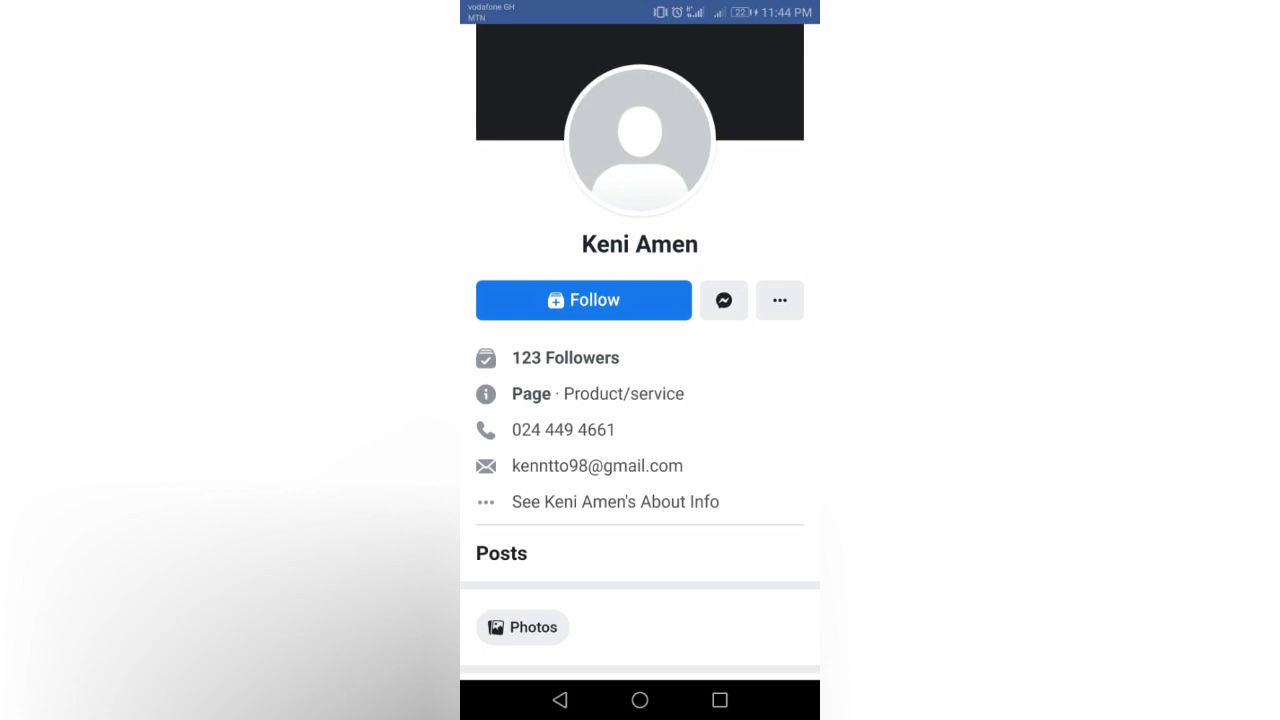 vodafone GH
MTN
22
11:44 PM
Keni Amen
Follow
123 Followers
Page · Product/service
024 449 4661
kenntto98@gmail.com
See Keni Amen's About Info
Posts
Photos